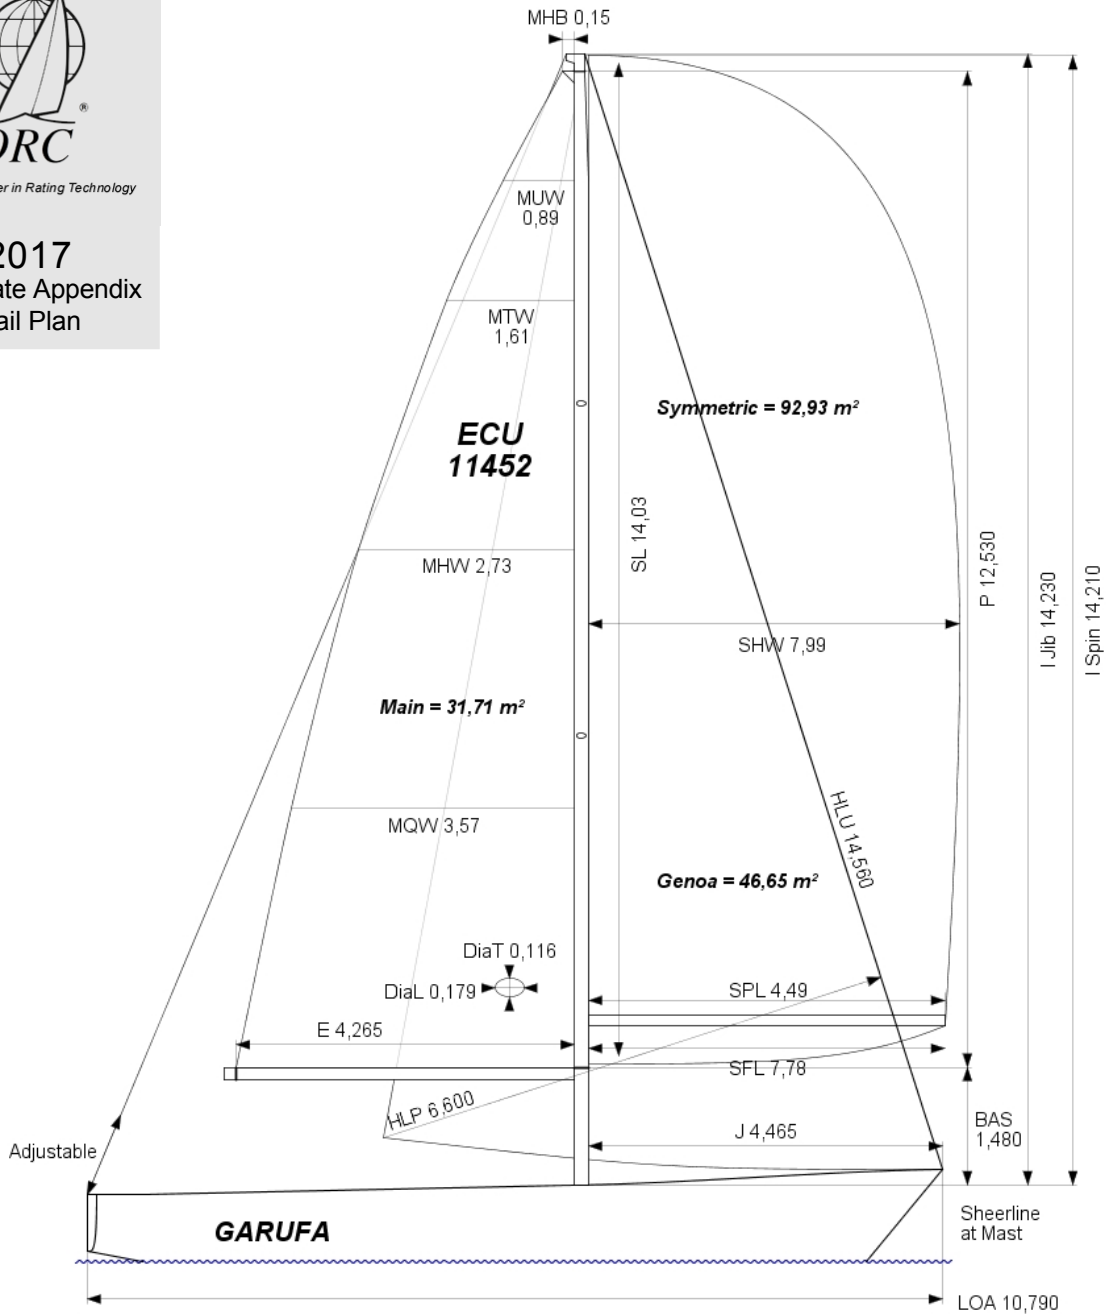 MHB 0,15
®
ORC
er in Rating Technology
2017
ate Appendix
ail Plan
MUW
0,89
MTW
1,61
ECU
11452
Symmetric = 92,93 m²
SL 14,03
P 12,530
I Jib 14,230
I Spin 14,210
MHW 2,73
SHW 7,99
Main = 31,71 m²
MQW 3,57
HLU 14,560
Genoa = 46,65 m²
DiaT 0,116
DiaL 0,179
SPL 4,49
E 4,265
SFL 7,78
HLP 6,600
J 4,465
BAS
1,480
Adjustable
GARUFA
Sheerline
at Mast
LOA 10,790